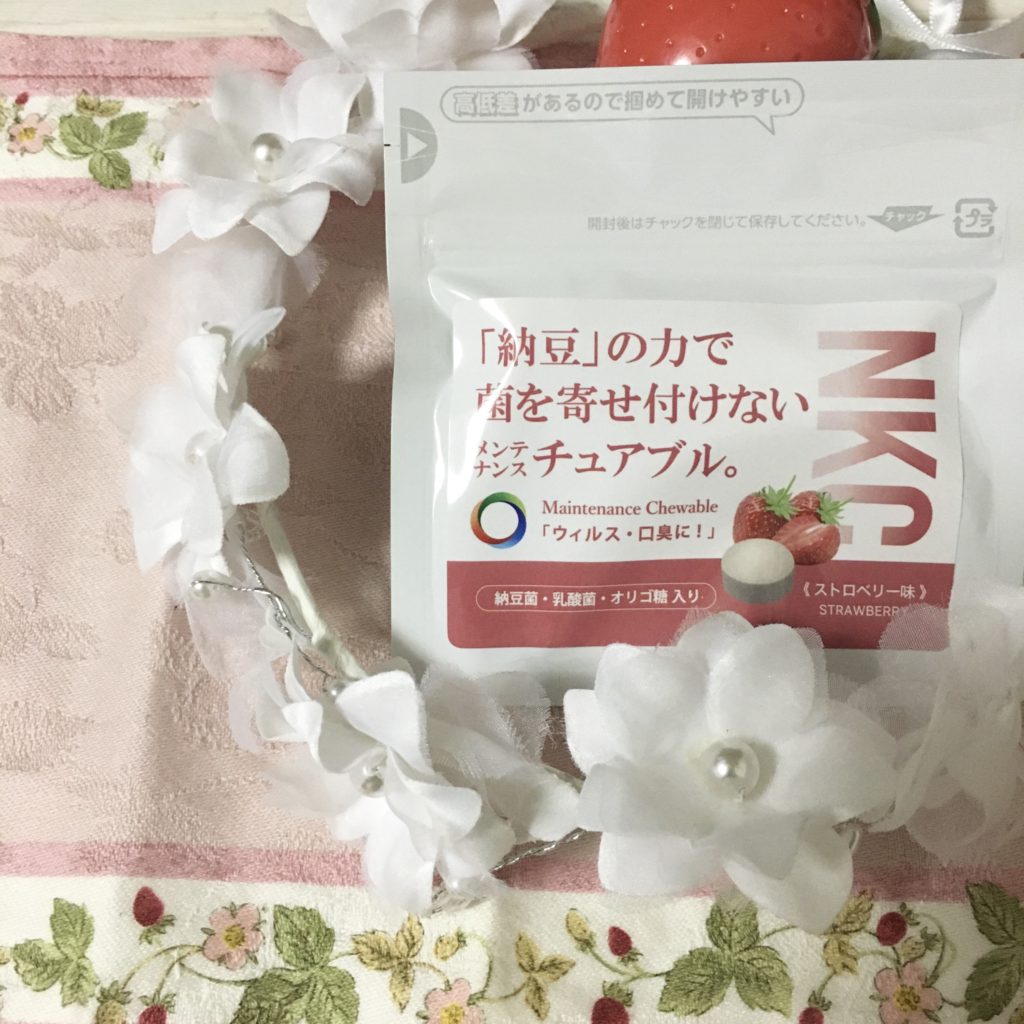 高低差があるので掴めて開けやすい
開封後はチャックを閉じて保存してください。
チャック
プラ
「納豆」の力で
菌を寄せ付けない
メンテナンスチュアブル。
NKC
Maintenance Chewable
「ウィルス・口臭に!」
納豆菌・乳酸菌・オリゴ糖 入り
《ストロベリー味》
STRAWBERRY